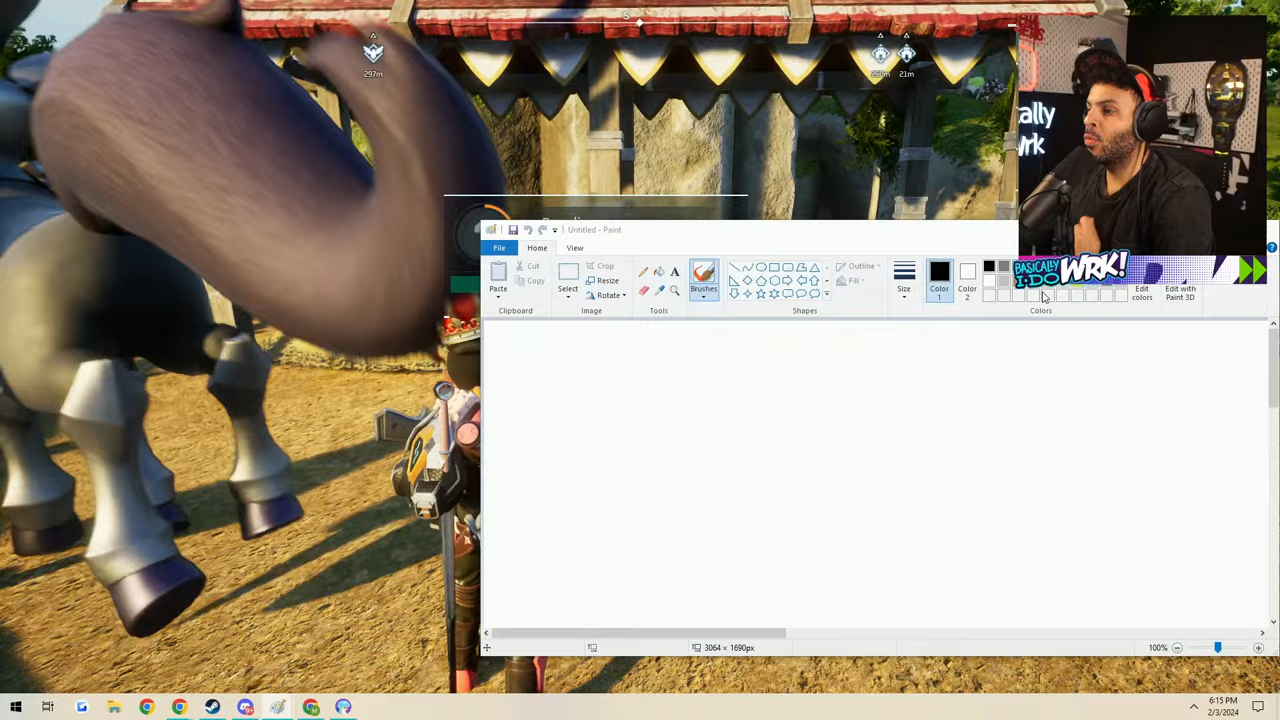 S
W
297m
21m
cally
Wrk
Untitled - Paint
File
Home
View
Paste
Cut
Copy
Clipboard
Select
Crop
Resize
Rotate
Image
A
Tools
Brushes
Outline
Fill
Shapes
Size
Color 1
Color 2
BASICALLY I·DO WRK!
Edit colors
Edit with Paint 3D
Colors
3064 × 1690px
100%
6:15 PM
2/3/2024